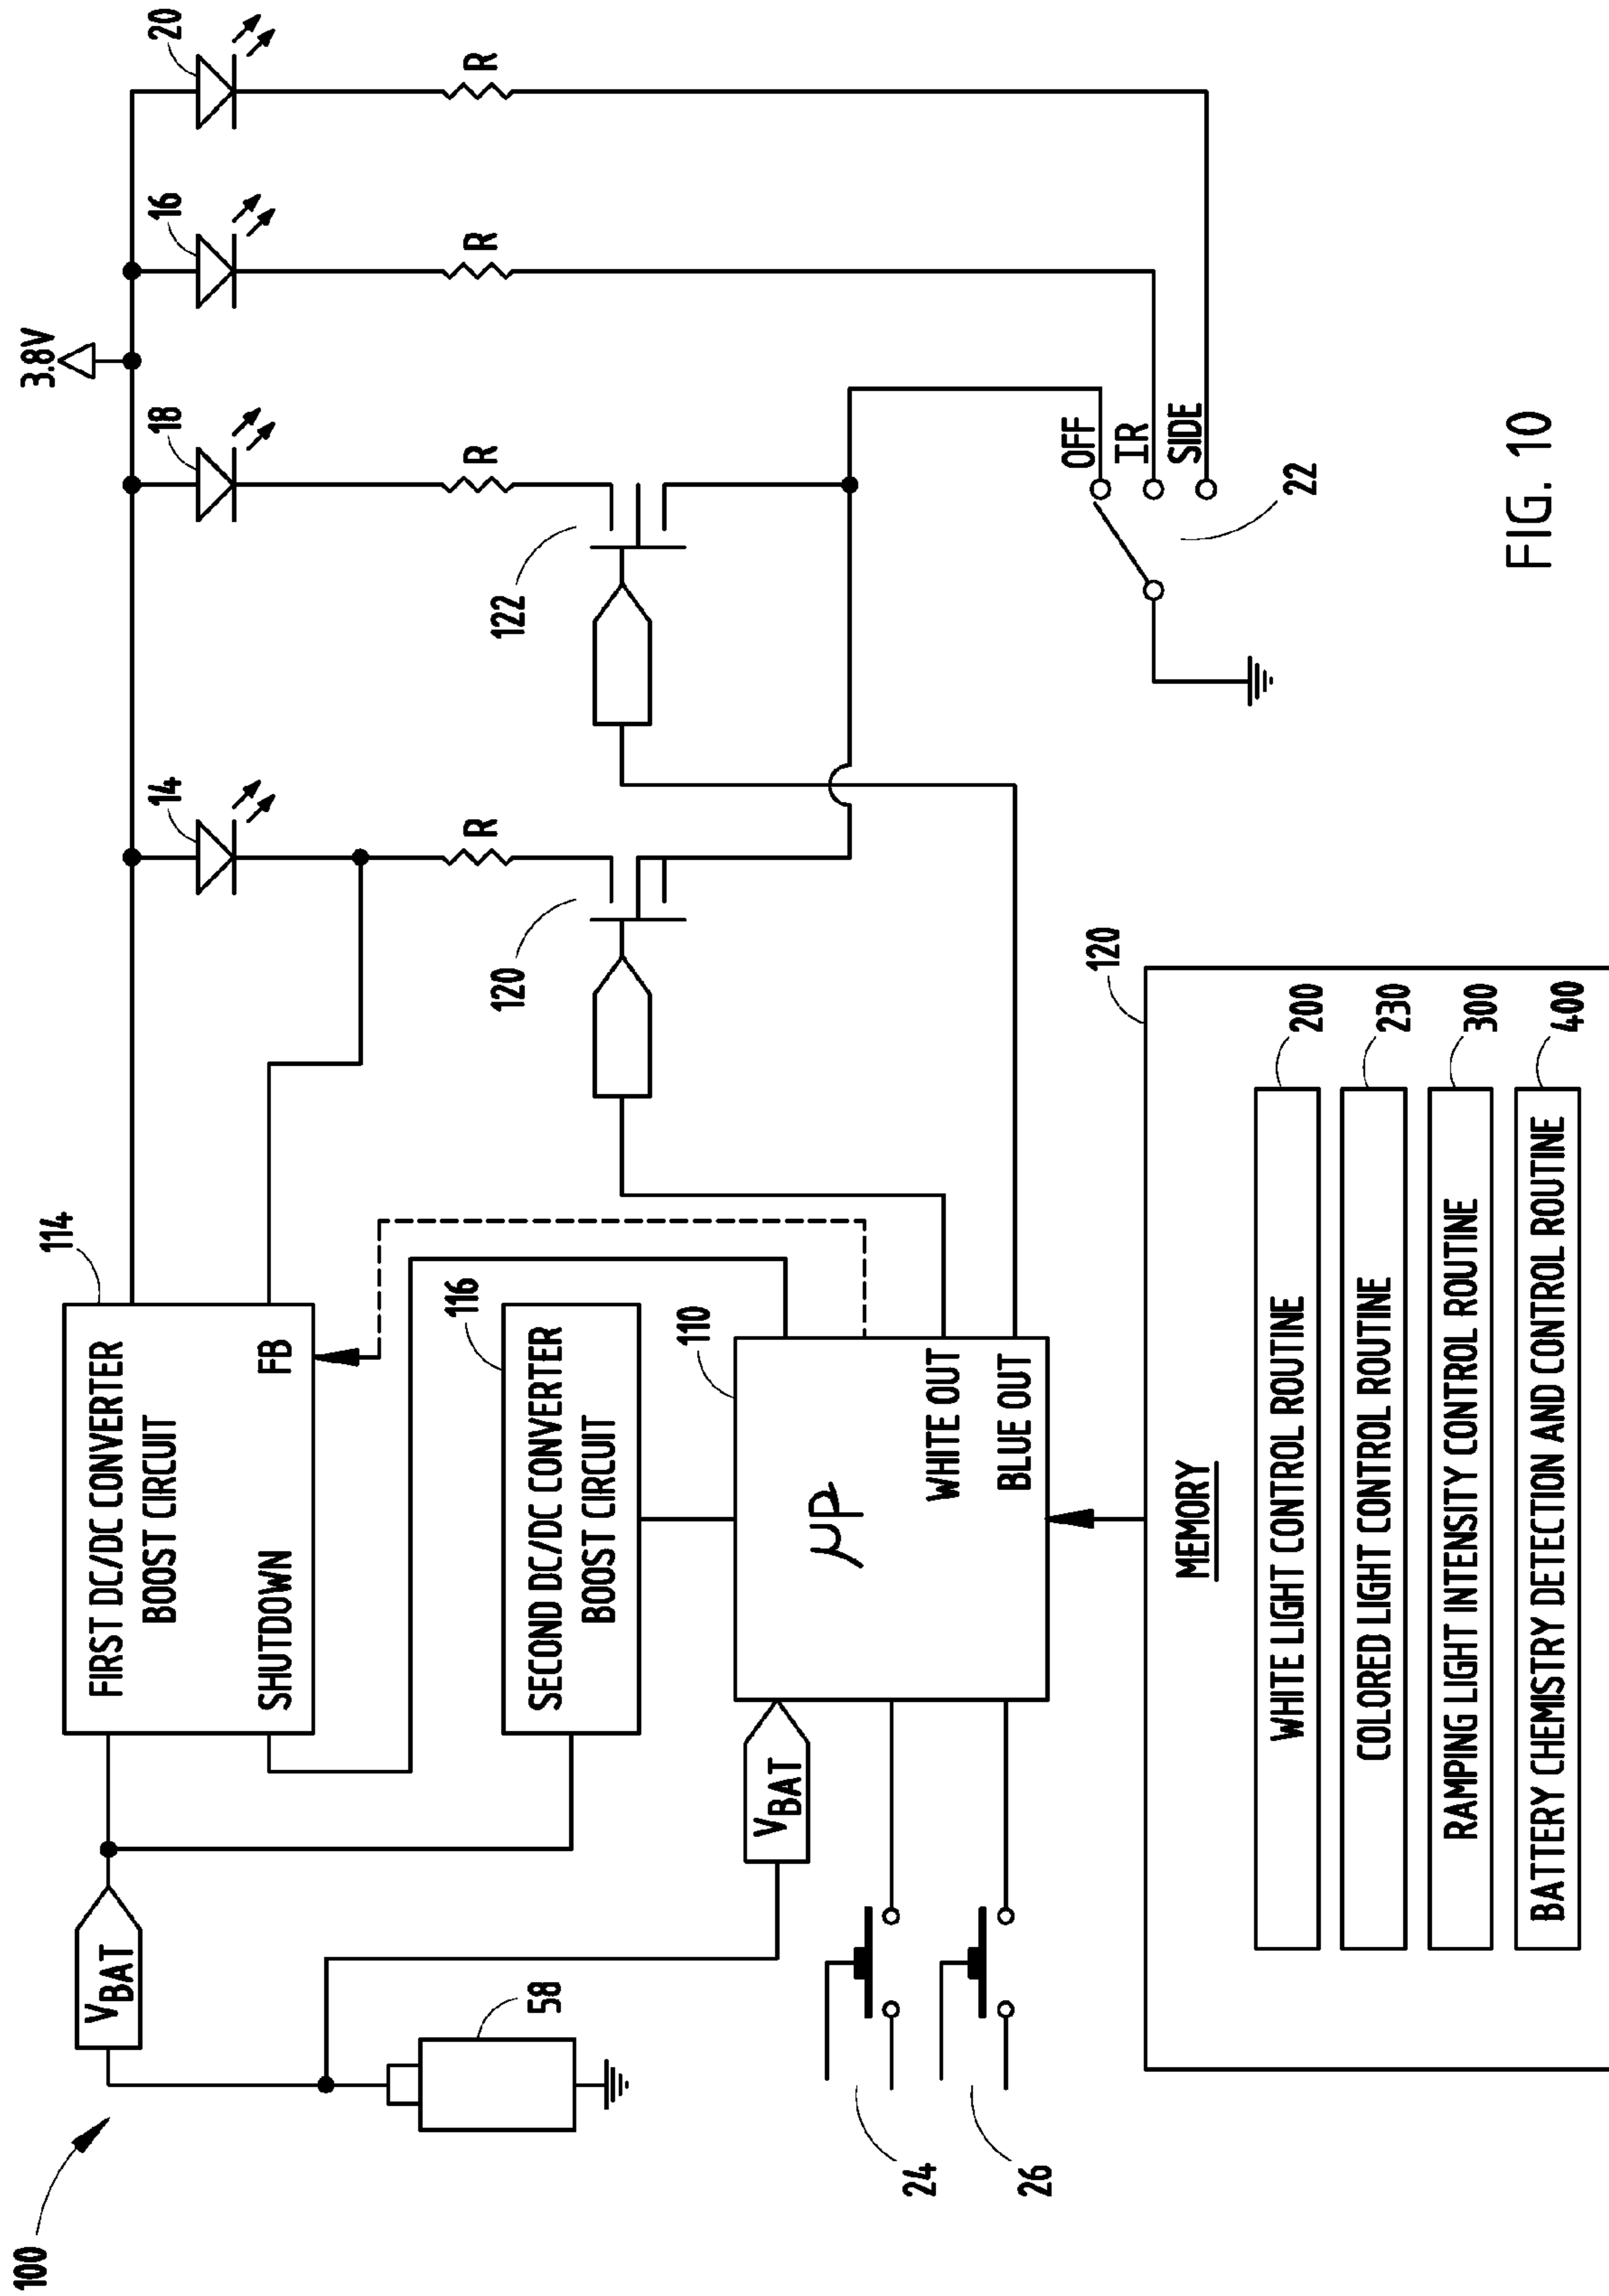 100
V_BAT
58
FIRST DC/DC CONVERTER
BOOST CIRCUIT
SHUTDOWN
FB
114
SECOND DC/DC CONVERTER
BOOST CIRCUIT
116
V_BAT
24
26
110
μP
WHITE OUT
BLUE OUT
14
R
120
18
R
122
3.8V
16
R
20
R
OFF
IR
SIDE
22
120
MEMORY
WHITE LIGHT CONTROL ROUTINE
200
COLORED LIGHT CONTROL ROUTINE
230
RAMPING LIGHT INTENSITY CONTROL ROUTINE
300
BATTERY CHEMISTRY DETECTION AND CONTROL ROUTINE
400
FIG. 10